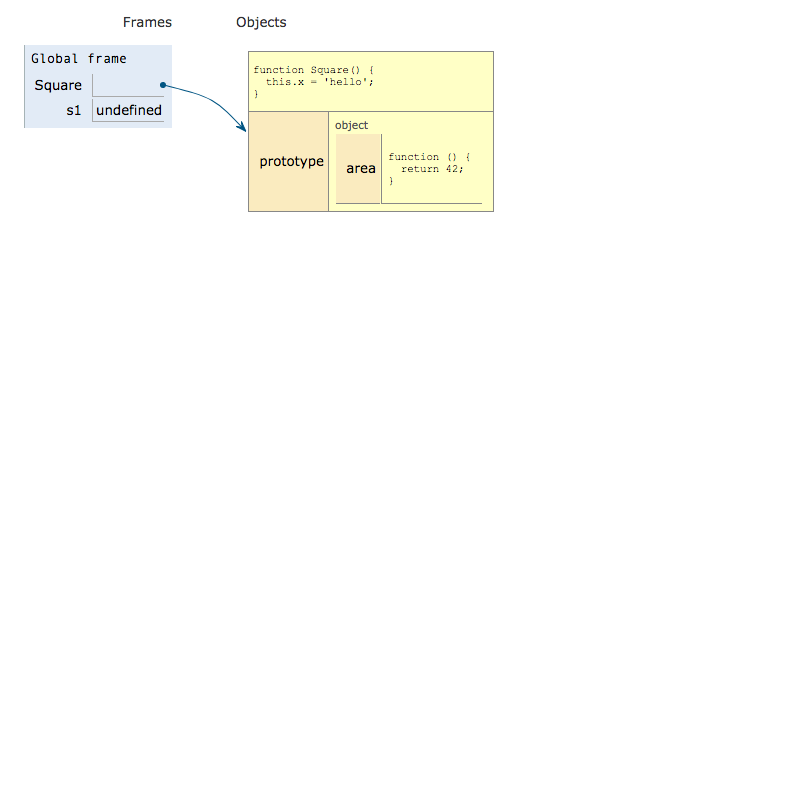 Frames Objects
Global frame
Square
s1 undefined
function Square() {
  this.x = 'hello';
}
prototype
object
area
function () {
  return 42;
}